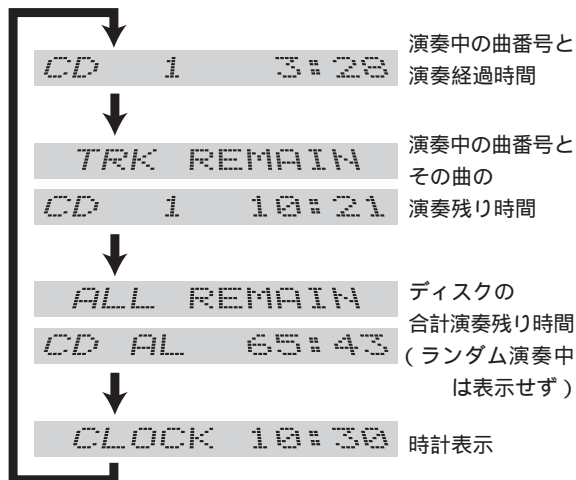 CD 1 3:28
演奏中の曲番号と
演奏経過時間
TRK REMAIN
CD 1 10:21
演奏中の曲番号と
その曲の
演奏残り時間
ALL REMAIN
CD AL 65:43
ディスクの
合計演奏残り時間
(ランダム演奏中
は表示せず)
CLOCK 10:30
時計表示